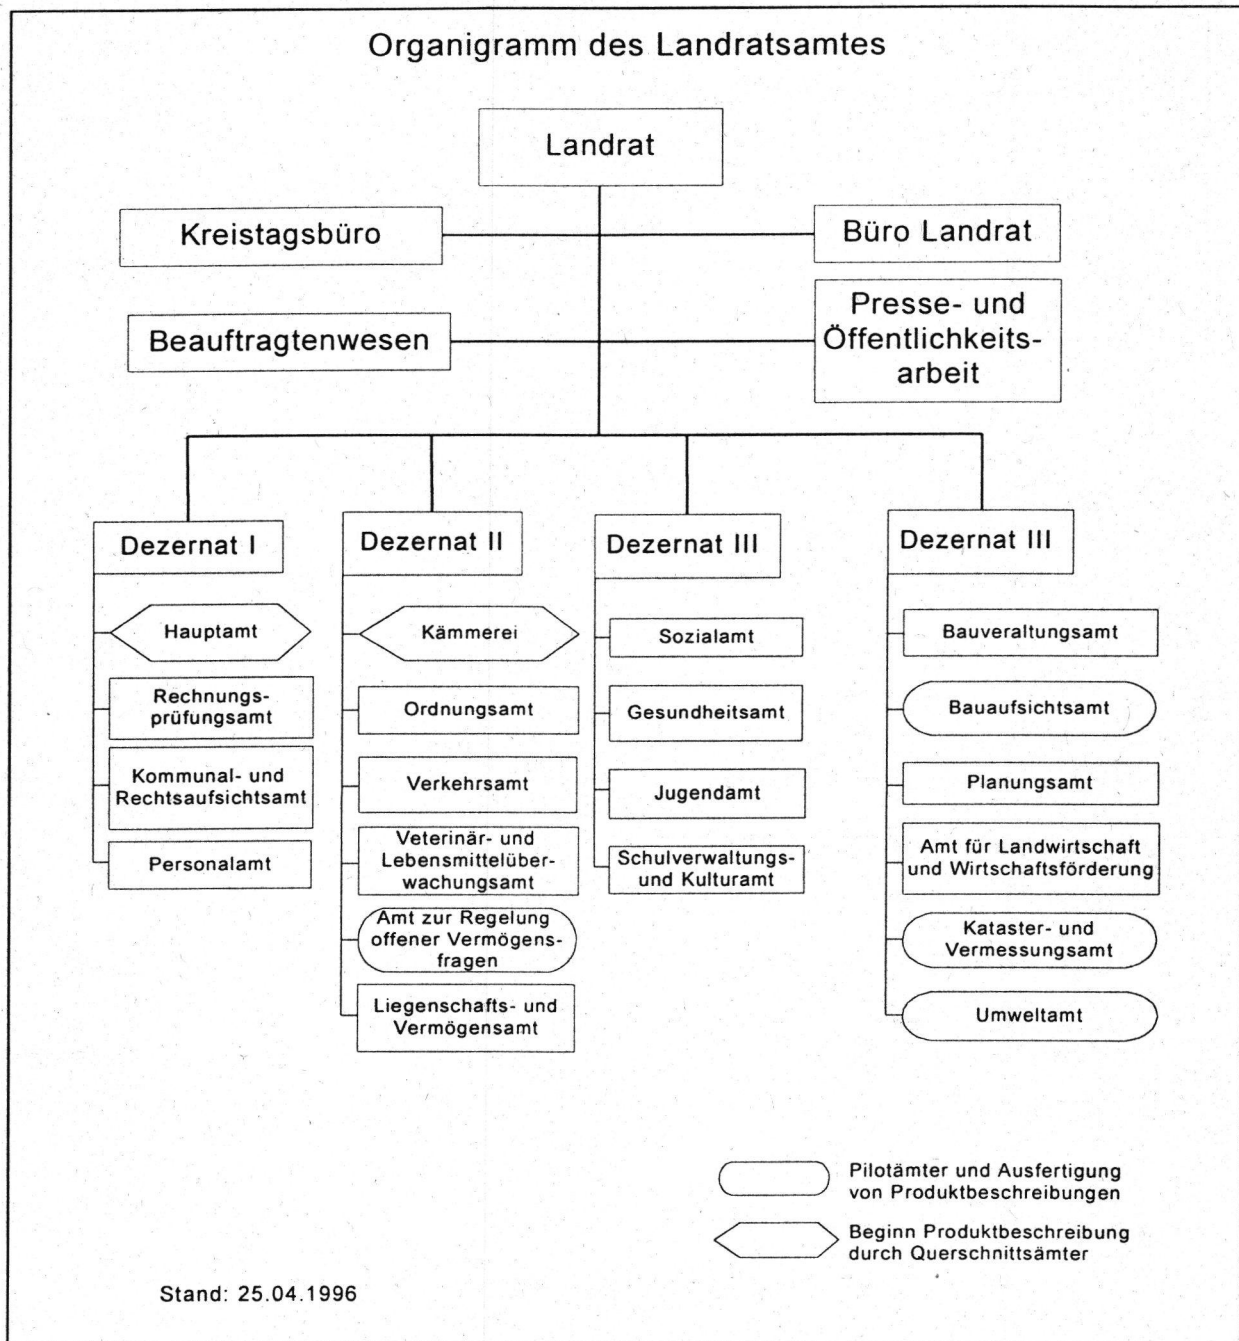 Organigramm des Landratsamtes
Landrat
Kreistagsbüro
Büro Landrat
Beauftragtenwesen
Presse- und
Öffentlichkeits-
arbeit
Dezernat I
Hauptamt
Rechnungs-
prüfungsamt
Kommunal- und
Rechtsaufsichtsamt
Personalamt
Dezernat II
Kämmerei
Ordnungsamt
Verkehrsamt
Veterinär- und
Lebensmittelüber-
wachungsamt
Amt zur Regelung
offener Vermögens-
fragen
Liegenschafts- und
Vermögensamt
Dezernat III
Sozialamt
Gesundheitsamt
Jugendamt
Schulverwaltungs-
und Kulturamt
Dezernat III
Bauveraltungsamt
Bauaufsichtsamt
Planungsamt
Amt für Landwirtschaft
und Wirtschaftsförderung
Kataster- und
Vermessungsamt
Umweltamt
Pilotämter und Ausfertigung
von Produktbeschreibungen
Beginn Produktbeschreibung
durch Querschnittsämter
Stand: 25.04.1996